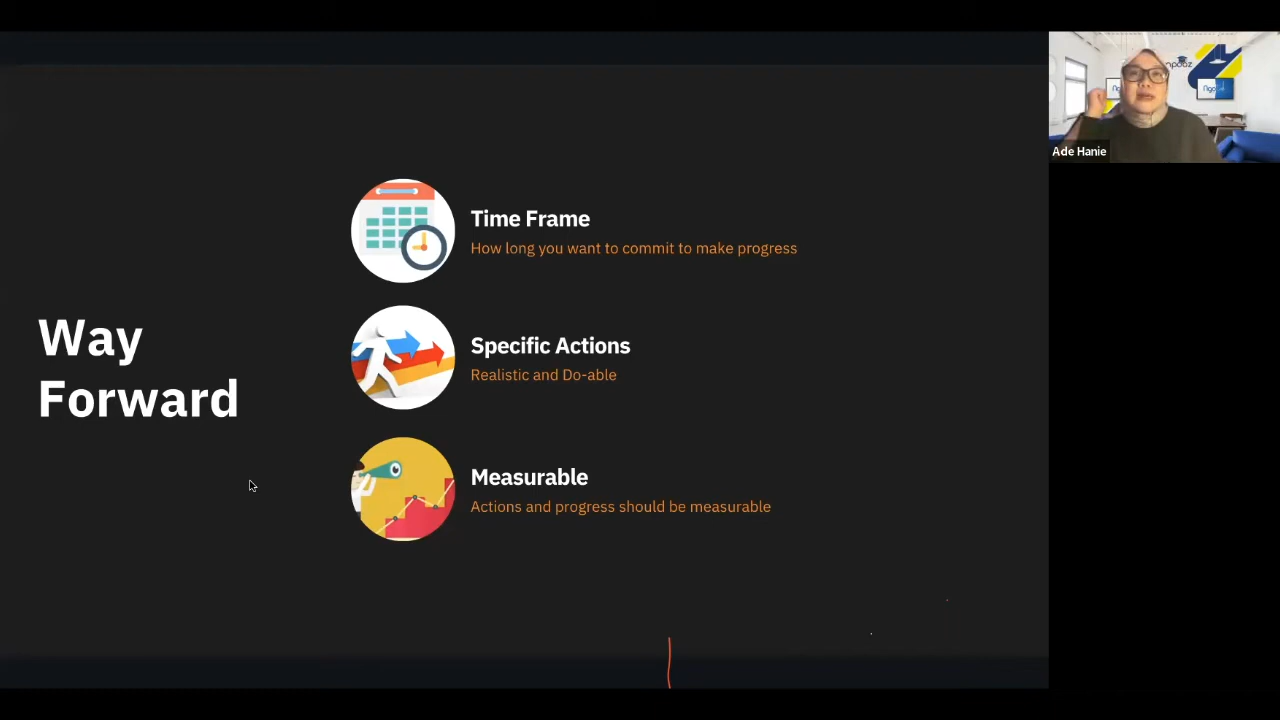 Way
Forward
Time Frame
How long you want to commit to make progress
Specific Actions
Realistic and Do-able
Measurable
Actions and progress should be measurable
Ade Hanie